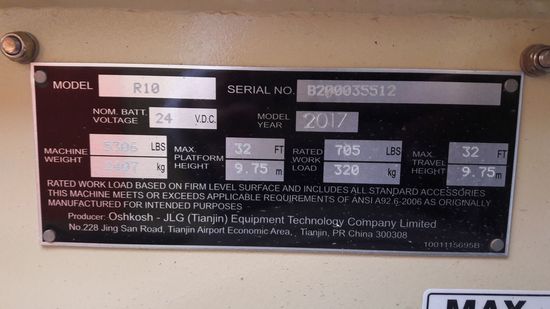 MODEL R10 SERIAL NO. B200035512
NOM. BATT. VOLTAGE 24 V.D.C. MODEL YEAR 2017
MACHINE WEIGHT 5306 LBS MAX. PLATFORM HEIGHT 32 FT RATED WORK LOAD 705 LBS MAX. TRAVEL HEIGHT 32 FT
2407 kg 9.75 m 320 kg 9.75 m
RATED WORK LOAD BASED ON FIRM LEVEL SURFACE AND INCLUDES ALL STANDARD ACCESSORIES
THIS MACHINE MEETS OR EXCEEDS APPLICABLE REQUIREMENTS OF ANSI A92.6-2006 AS ORIGINALLY
MANUFACTURED FOR INTENDED PURPOSES
Producer: Oshkosh - JLG (Tianjin) Equipment Technology Company Limited
No.228 Jing San Road, Tianjin Airport Economic Area, Tianjin, PR China 300308
1001115695B
MAX